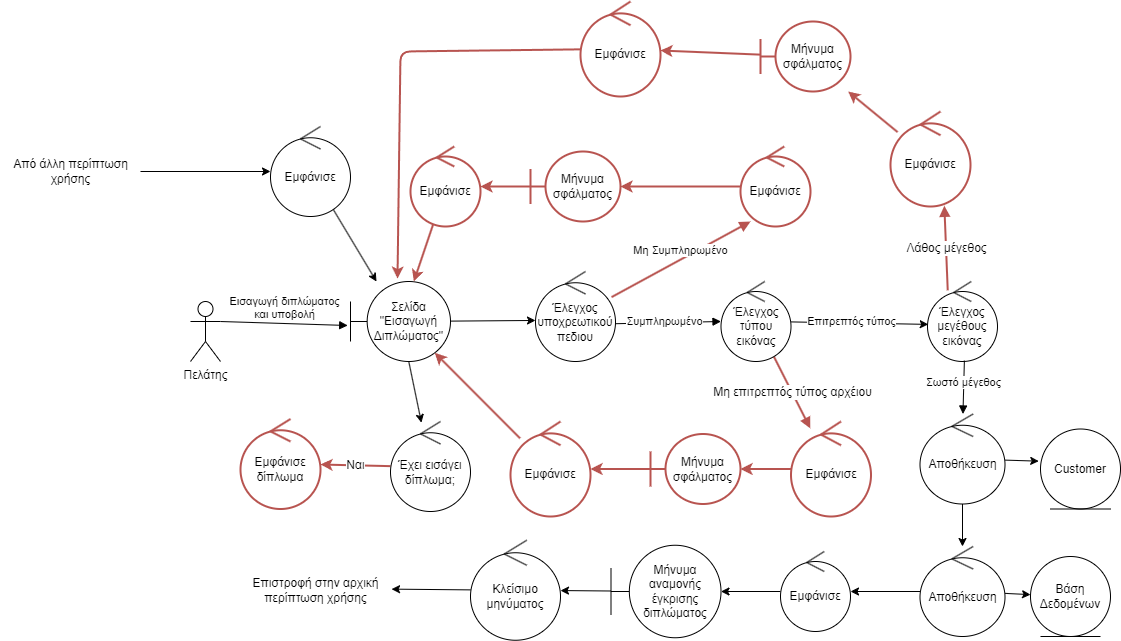 Εμφάνισε
Μήνυμα
σφάλματος
Από άλλη περίπτωση
χρήσης
Εμφάνισε
Εμφάνισε
Μήνυμα
σφάλματος
Εμφάνισε
Εμφάνισε
Μη Συμπληρωμένο
Λάθος μέγεθος
Εισαγωγή διπλώματος
και υποβολή
Πελάτης
Σελίδα
"Εισαγωγή
Διπλώματος"
Έλεγχος
υποχρεωτικού
πεδιου
Συμπληρωμένο
Έλεγχος
τύπου
εικόνας
Επιτρεπτός τύπος
Έλεγχος
μεγέθους
εικόνας
Μη επιτρεπτός τύπος αρχείου
Σωστό μέγεθος
Εμφάνισε
δίπλωμα
Ναι
Έχει εισάγει
δίπλωμα;
Εμφάνισε
Μήνυμα
σφάλματος
Εμφάνισε
Αποθήκευση
Customer
Επιστροφή στην αρχική
περίπτωση χρήσης
Κλείσιμο
μηνύματος
Μήνυμα
αναμονής
έγκρισης
διπλώματος
Εμφάνισε
Αποθήκευση
Βάση
Δεδομένων